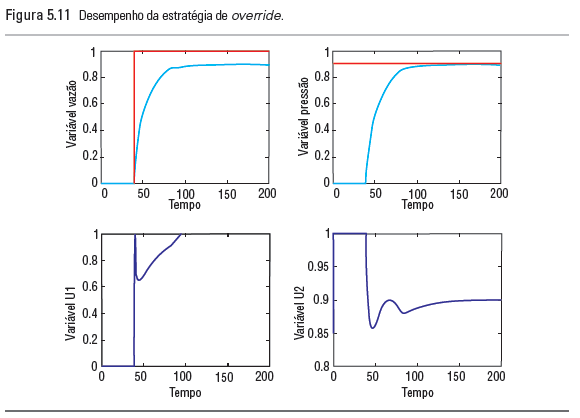 Figura 5.11 Desempenho da estratégia de override.
Variável vazão
1
0.8
0.6
0.4
0.2
0
0 50 100 150 200
Tempo
Variável pressão
1
0.8
0.6
0.4
0.2
0
0 50 100 150 200
Tempo
Variável U1
1
0.8
0.6
0.4
0.2
0
0 50 100 150 200
Tempo
Variável U2
1
0.95
0.9
0.85
0.8
0 50 100 150 200
Tempo